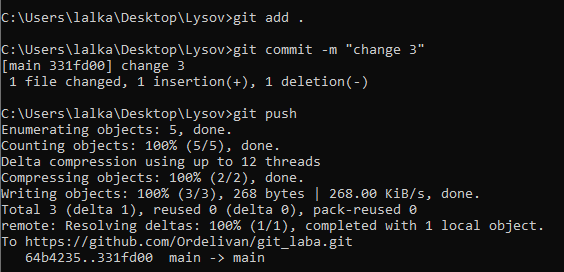 C:\Users\lalka\Desktop\Lysov>git add .
C:\Users\lalka\Desktop\Lysov>git commit -m "change 3"
[main 331fd00] change 3
 1 file changed, 1 insertion(+), 1 deletion(-)
C:\Users\lalka\Desktop\Lysov>git push
Enumerating objects: 5, done.
Counting objects: 100% (5/5), done.
Delta compression using up to 12 threads
Compressing objects: 100% (2/2), done.
Writing objects: 100% (3/3), 268 bytes | 268.00 KiB/s, done.
Total 3 (delta 1), reused 0 (delta 0), pack-reused 0
remote: Resolving deltas: 100% (1/1), completed with 1 local object.
To https://github.com/Ordelivan/git_laba.git
   64b4235..331fd00  main -> main